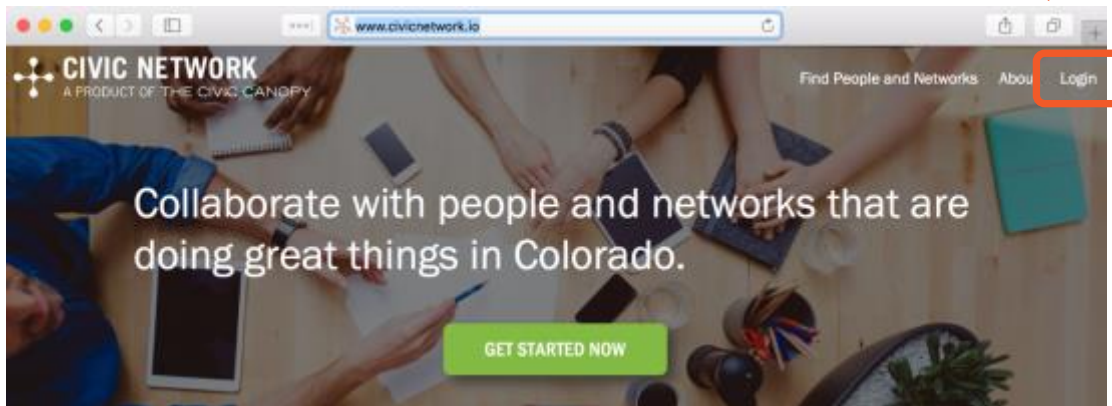 www.civicnetwork.io
CIVIC NETWORK
A PRODUCT OF THE CIVIC CANOPY
Find People and Networks Abou Login
Collaborate with people and networks that are
doing great things in Colorado.
GET STARTED NOW